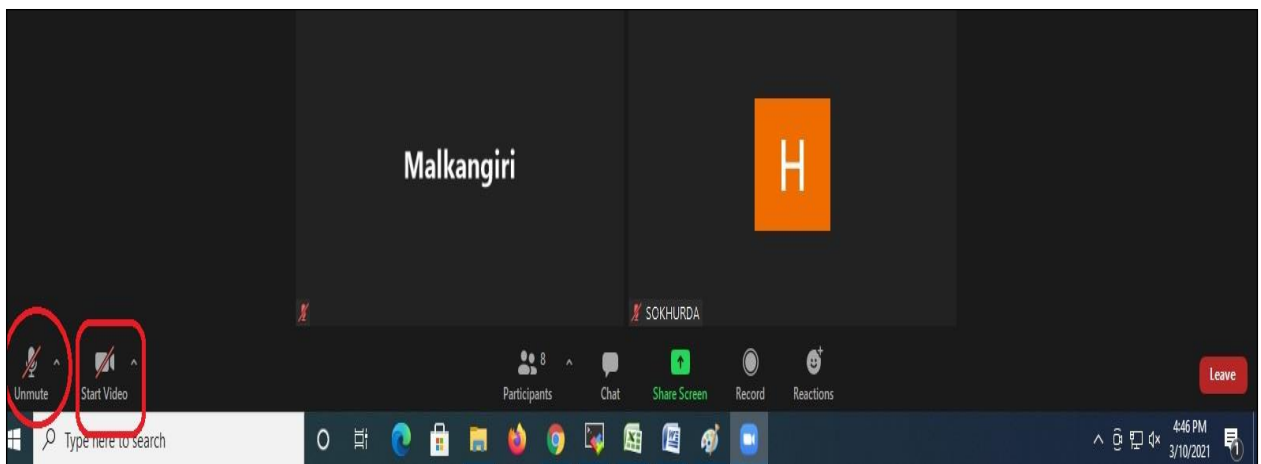 Malkangiri
H
SOKHURDA
Unmute
Start Video
8
Participants
Chat
Share Screen
Record
Reactions
Leave
Type here to search
4:46 PM
3/10/2021
1